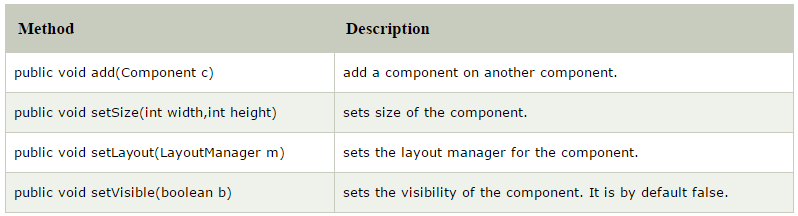 Method Description
public void add(Component c) add a component on another component.
public void setSize(int width,int height) sets size of the component.
public void setLayout(LayoutManager m) sets the layout manager for the component.
public void setVisible(boolean b) sets the visibility of the component. It is by default false.